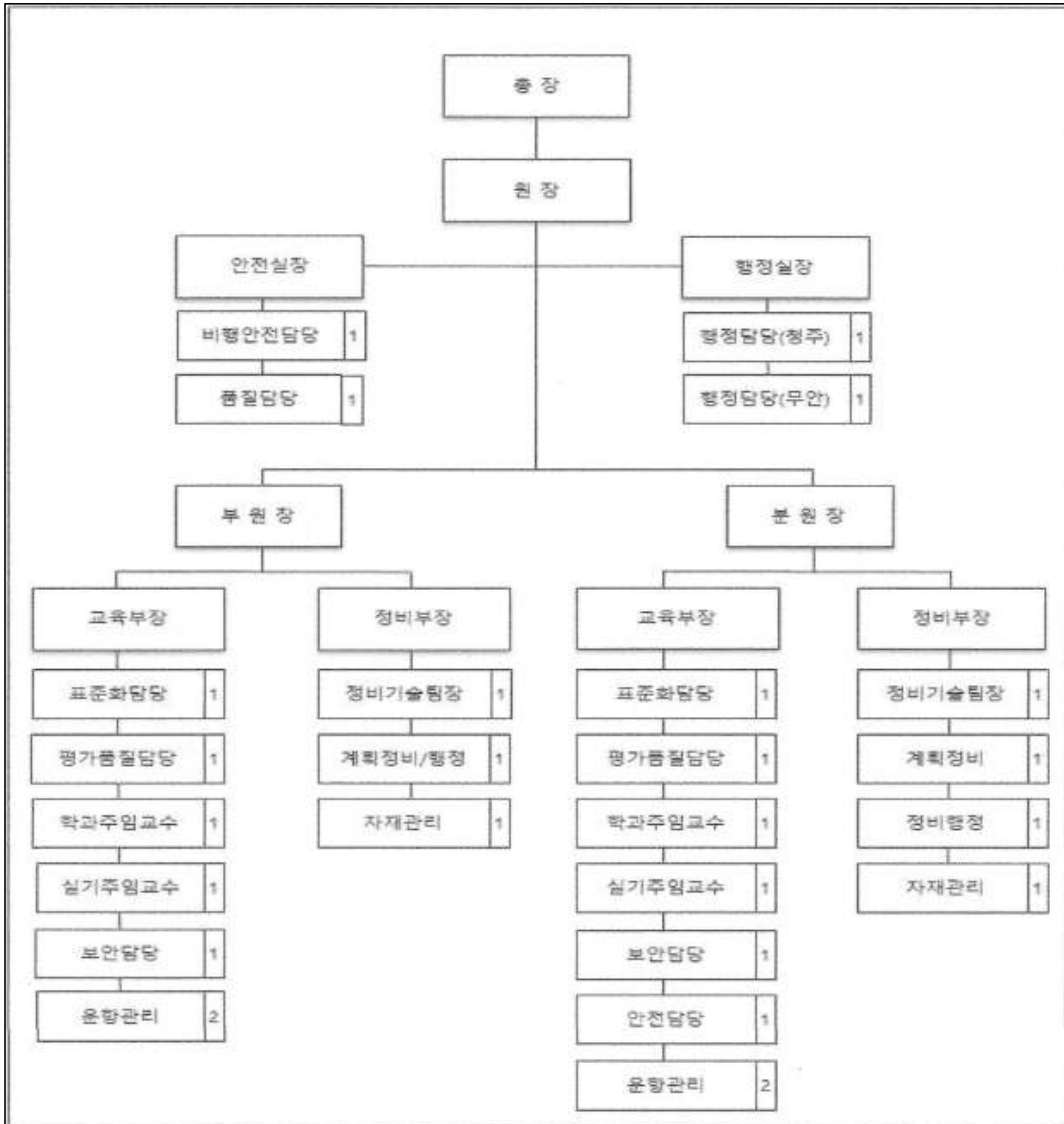 총 장
원 장
안전실장
행정실장
비행안전담당 1
행정담당(청주) 1
품질담당 1
행정담당(무안) 1
부 원 장
분 원 장
교육부장
정비부장
교육부장
정비부장
표준화담당 1
정비기술팀장 1
표준화담당 1
정비기술팀장 1
평가품질담당 1
계획정비/행정 1
평가품질담당 1
계획정비 1
학과주임교수 1
자재관리 1
학과주임교수 1
정비행정 1
실기주임교수 1
실기주임교수 1
자재관리 1
보안담당 1
보안담당 1
운항관리 2
안전담당 1
운항관리 2